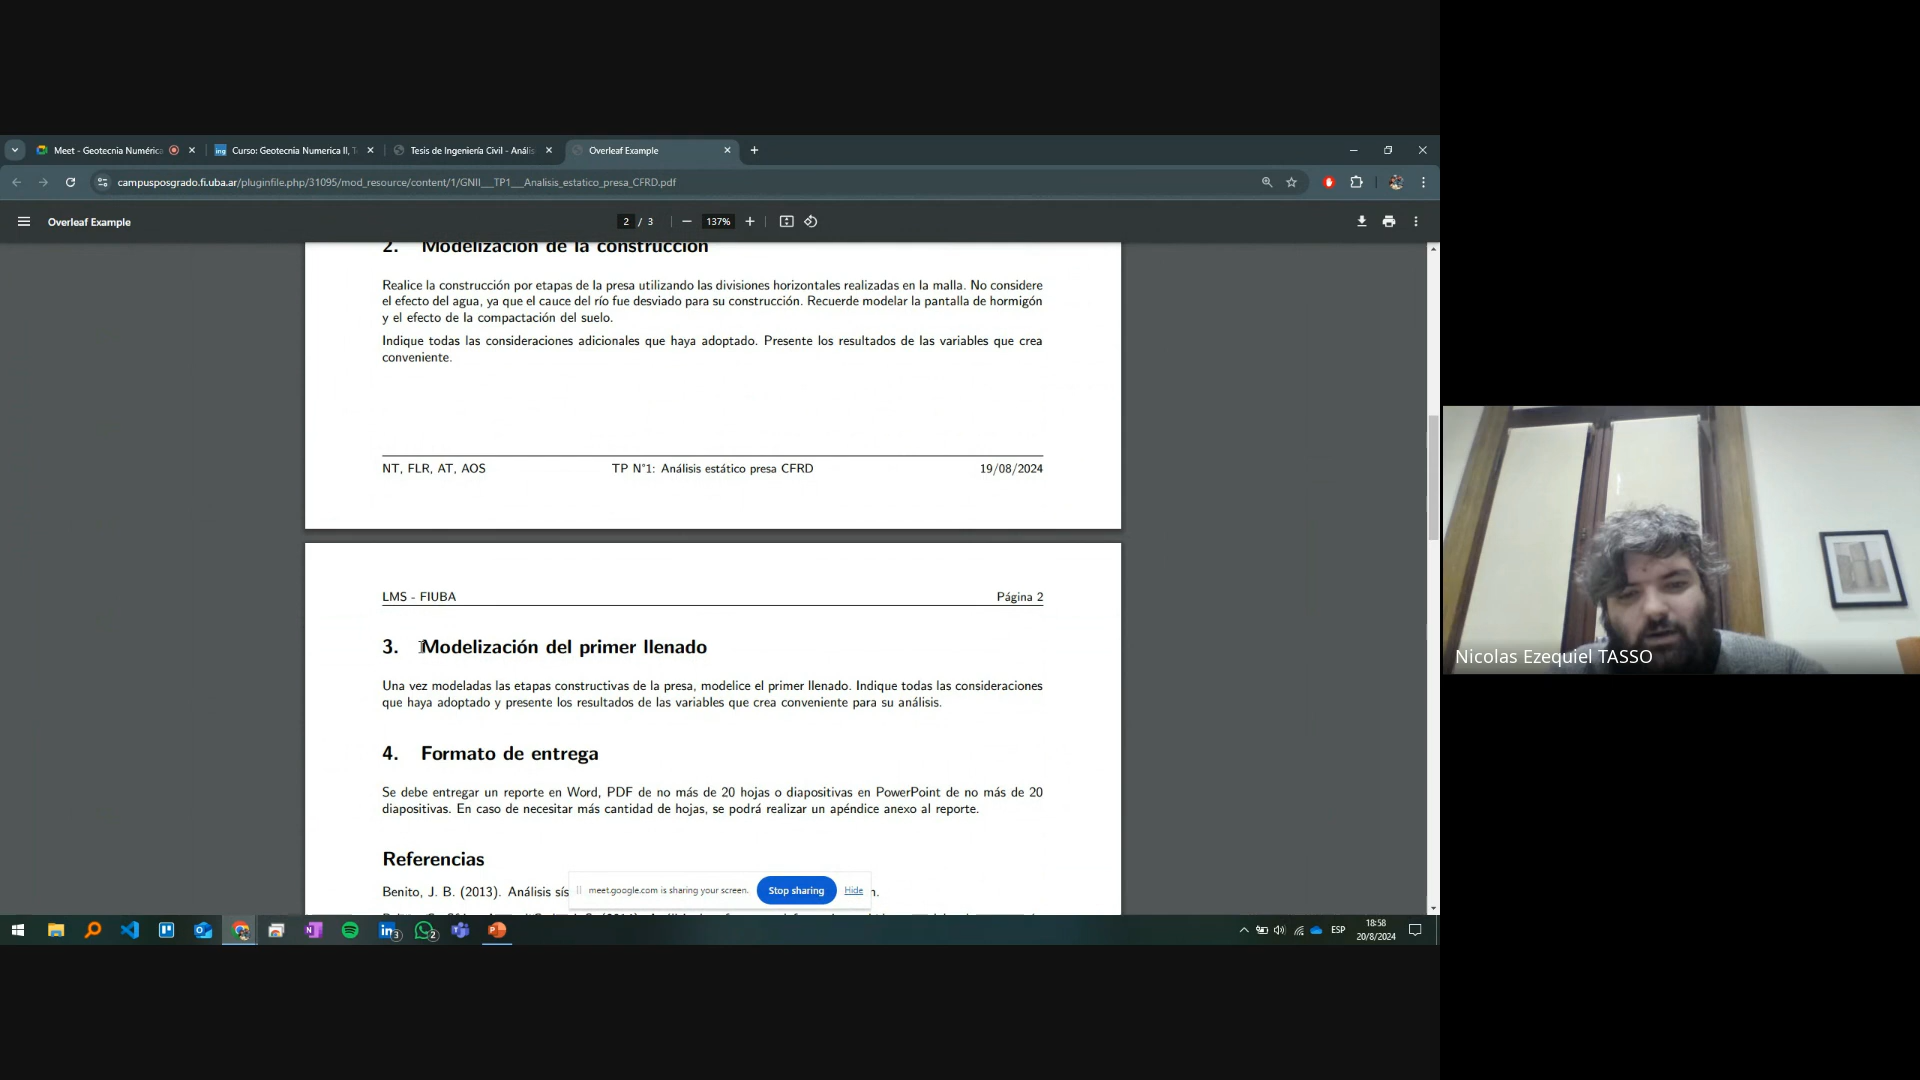 Meet - Geotecnia Numérica
Curso: Geotecnia Numerica II, T
Tesis de Ingeniería Civil - Anális
Overleaf Example
campusposgrado.fi.uba.ar/pluginfile.php/31095/mod_resource/content/1/GNII__TP1__Analisis_estatico_presa_CFRD.pdf
Overleaf Example
2 / 3
137%
2. Modelización de la construcción
Realice la construcción por etapas de la presa utilizando las divisiones horizontales realizadas en la malla. No considere
el efecto del agua, ya que el cauce del río fue desviado para su construcción. Recuerde modelar la pantalla de hormigón
y el efecto de la compactación del suelo.
Indique todas las consideraciones adicionales que haya adoptado. Presente los resultados de las variables que crea
conveniente.
NT, FLR, AT, AOS
TP N°1: Análisis estático presa CFRD
19/08/2024
LMS - FIUBA
Página 2
3. Modelización del primer llenado
Una vez modeladas las etapas constructivas de la presa, modelice el primer llenado. Indique todas las consideraciones
que haya adoptado y presente los resultados de las variables que crea conveniente para su análisis.
4. Formato de entrega
Se debe entregar un reporte en Word, PDF de no más de 20 hojas o diapositivas en PowerPoint de no más de 20
diapositivas. En caso de necesitar más cantidad de hojas, se podrá realizar un apéndice anexo al reporte.
Referencias
Benito, J. B. (2013). Análisis sís
meet.google.com is sharing your screen.
Stop sharing
Hide
ESP
18:58
20/8/2024
Nicolas Ezequiel TASSO